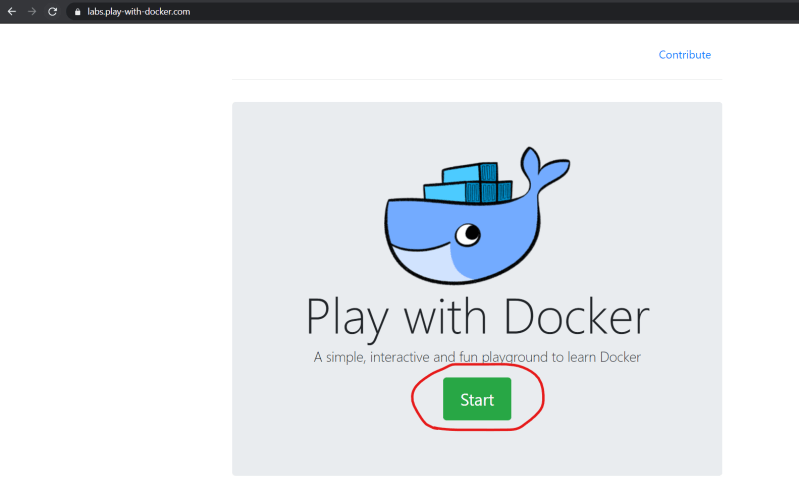 labs.play-with-docker.com
Contribute
Play with Docker
A simple, interactive and fun playground to learn Docker
Start